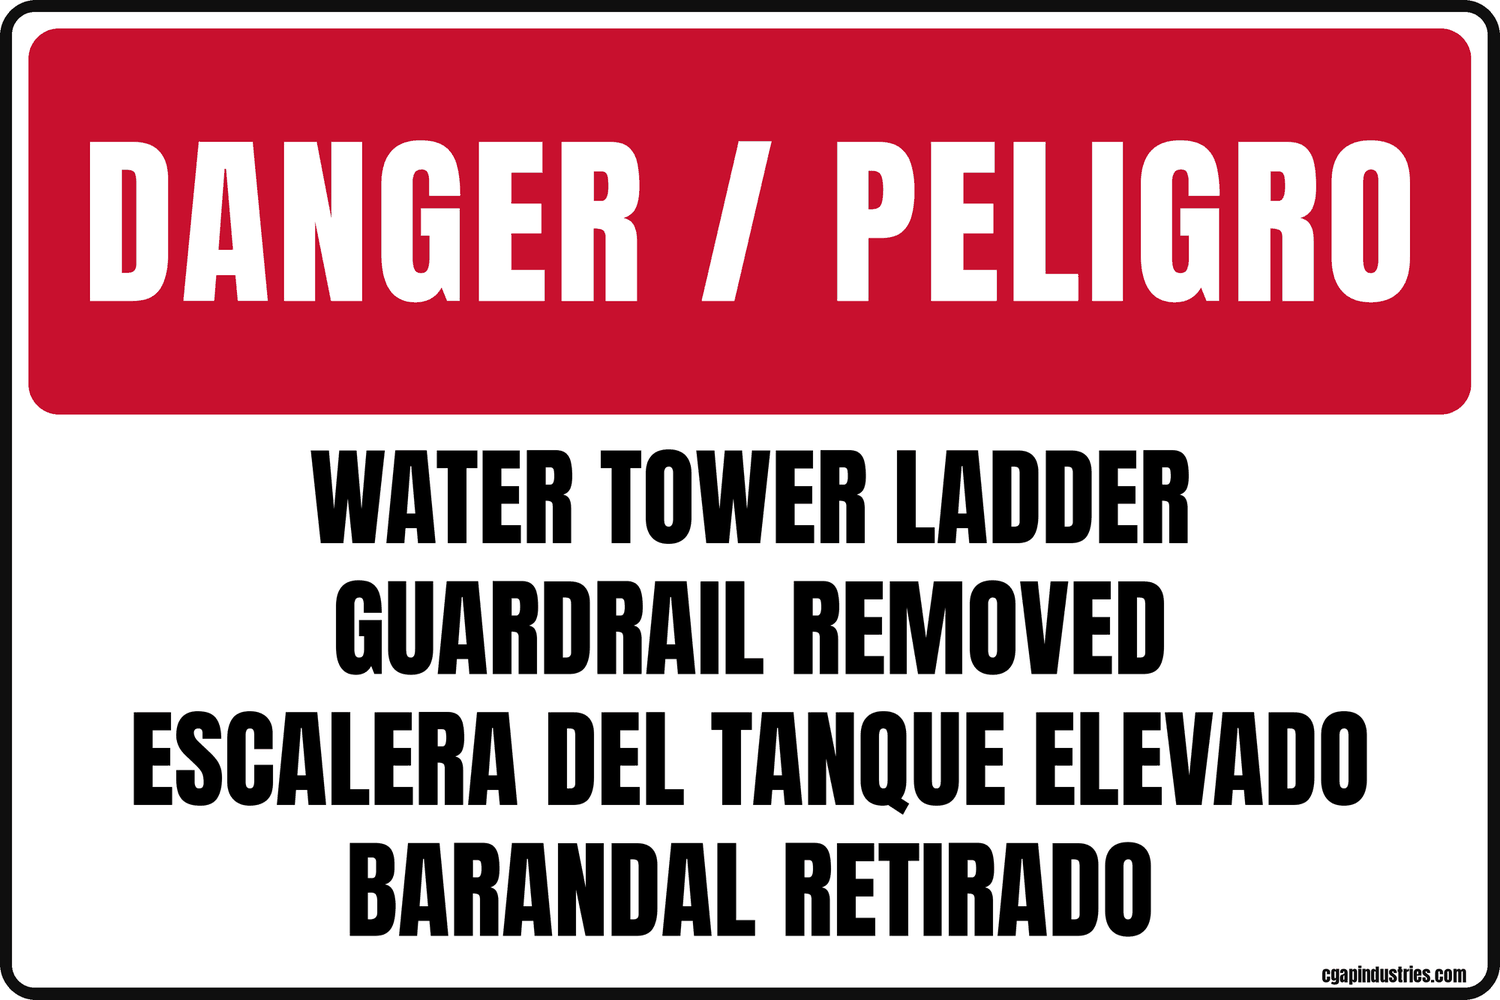 DANGER / PELIGRO
WATER TOWER LADDER
GUARDRAIL REMOVED
ESCALERA DEL TANQUE ELEVADO
BARANDAL RETIRADO
cgapindustries.com